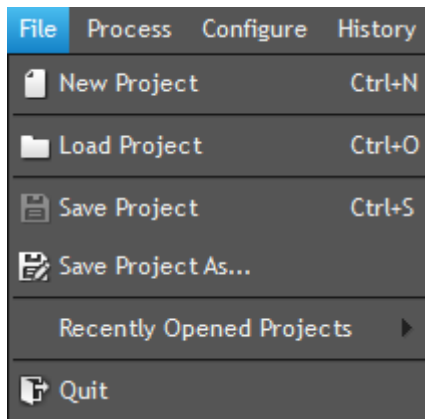 File Process Configure History
New Project Ctrl+N
Load Project Ctrl+O
Save Project Ctrl+S
Save Project As...
Recently Opened Projects
Quit